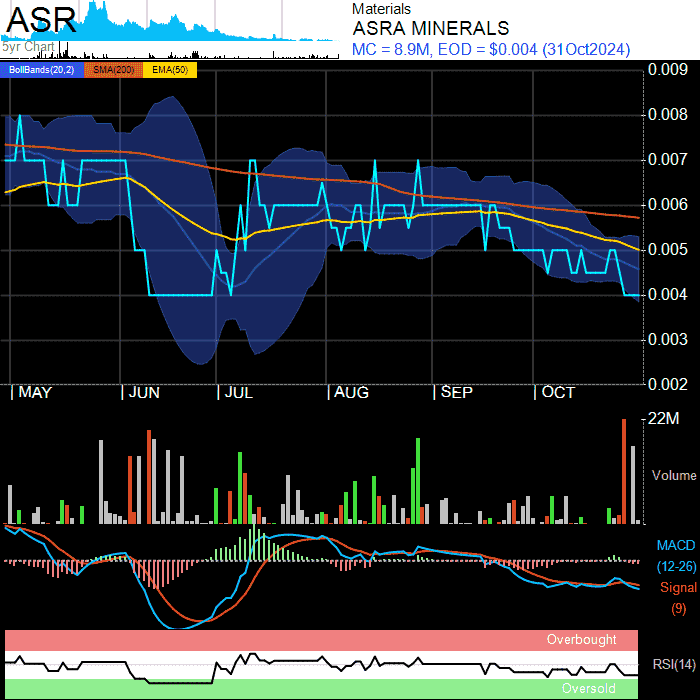 ASR
5yr Chart
Materials
ASRA MINERALS
MC = 8.9M, EOD = $0.004 (31Oct2024)
BollBands(20,2) SMA(200) EMA(50)
0.009
0.008
0.007
0.006
0.005
0.004
0.003
0.002
MAY JUN JUL AUG SEP OCT
22M
Volume
MACD
(12-26)
Signal
(9)
Overbought
RSI(14)
Oversold